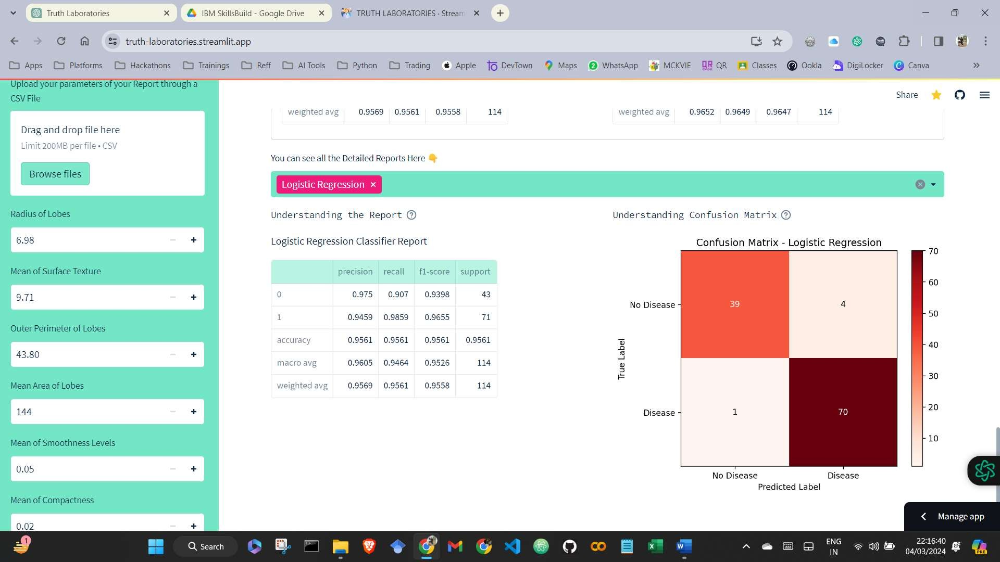 Truth Laboratories
IBM SkillsBuild - Google Drive
TRUTH LABORATORIES · Stream
truth-laboratories.streamlit.app
Apps
Platforms
Hackathons
Trainings
Reff
AI Tools
Python
Trading
Apple
DevTown
Maps
WhatsApp
MCKVIE
QR
Classes
Ookla
DigiLocker
Canva
Upload your parameters of your Report through a
CSV File
Drag and drop file here
Limit 200MB per file • CSV
Browse files
Radius of Lobes
6.98
Mean of Surface Texture
9.71
Outer Perimeter of Lobes
43.80
Mean Area of Lobes
144
Mean of Smoothness Levels
0.05
Mean of Compactness
0.02
Share
weighted avg 0.9569 0.9561 0.9558 114
weighted avg 0.9652 0.9649 0.9647 114
You can see all the Detailed Reports Here 👇
Logistic Regression ×
Understanding the Report
Logistic Regression Classifier Report
precision recall f1-score support
0 0.975 0.907 0.9398 43
1 0.9459 0.9859 0.9655 71
accuracy 0.9561 0.9561 0.9561 0.9561
macro avg 0.9605 0.9464 0.9526 114
weighted avg 0.9569 0.9561 0.9558 114
Understanding Confusion Matrix
Confusion Matrix - Logistic Regression
True Label
No Disease
39
4
Disease
1
70
No Disease
Disease
Predicted Label
70
60
50
40
30
20
10
Manage app
1
Search
ENG
IN
22:16:40
04/03/2024
PRE